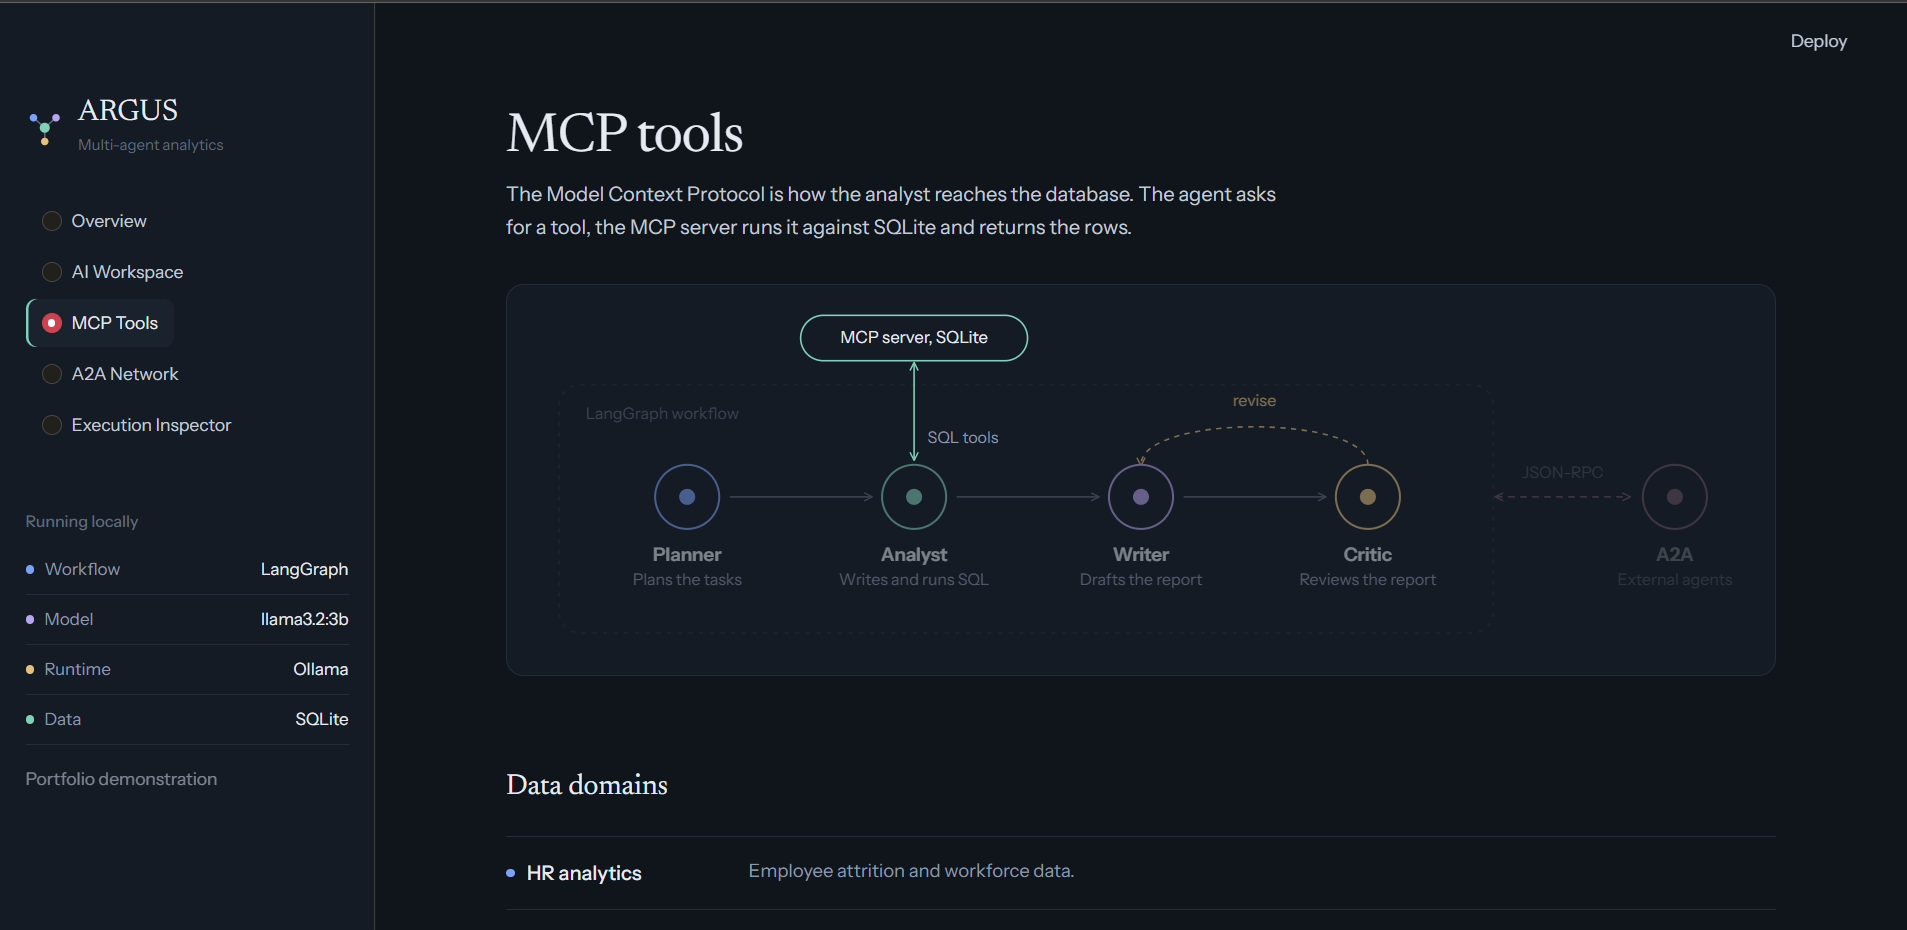 Deploy
ARGUS
Multi-agent analytics
Overview
AI Workspace
MCP Tools
A2A Network
Execution Inspector
Running locally
Workflow LangGraph
Model llama3.2:3b
Runtime Ollama
Data SQLite
Portfolio demonstration
MCP tools
The Model Context Protocol is how the analyst reaches the database. The agent asks
for a tool, the MCP server runs it against SQLite and returns the rows.
MCP server, SQLite
LangGraph workflow
revise
SQL tools
JSON-RPC
Planner
Plans the tasks
Analyst
Writes and runs SQL
Writer
Drafts the report
Critic
Reviews the report
A2A
External agents
Data domains
HR analytics
Employee attrition and workforce data.